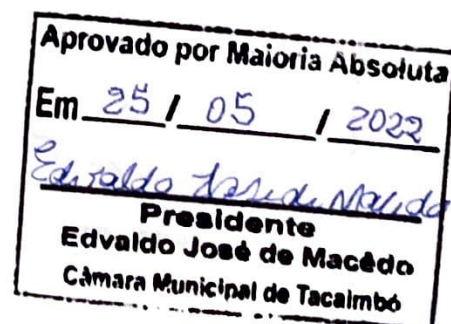 Aprovado por Maioria Absoluta
Em 25 / 05 / 2022
Edvaldo José de Macedo
Presidente
Edvaldo José de Macêdo
Câmara Municipal de Tacaimbó